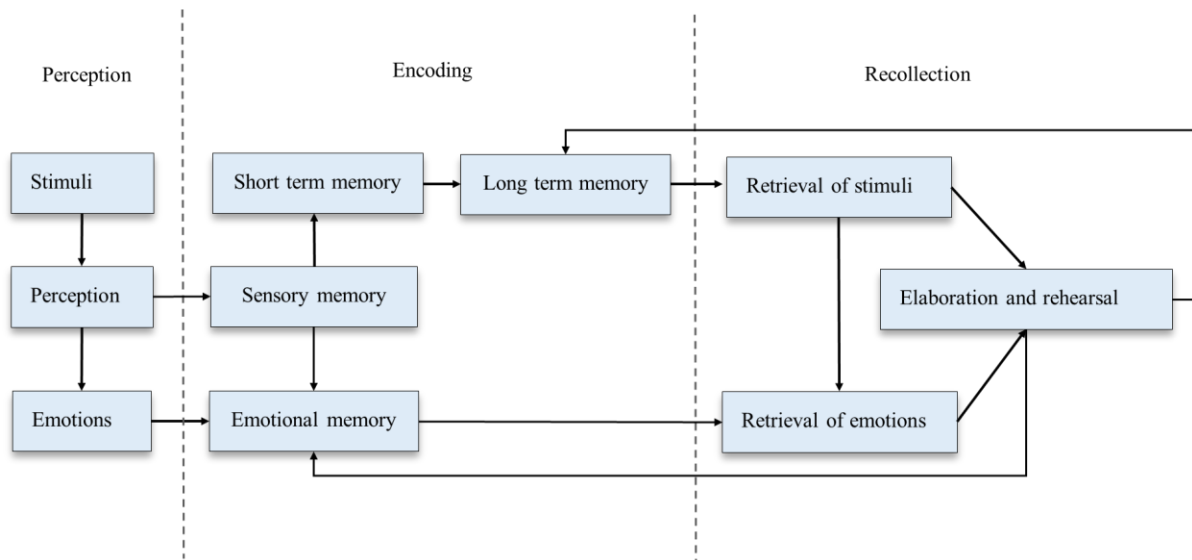 Perception
Encoding
Recollection
Stimuli
Short term memory
Long term memory
Retrieval of stimuli
Perception
Sensory memory
Elaboration and rehearsal
Emotions
Emotional memory
Retrieval of emotions